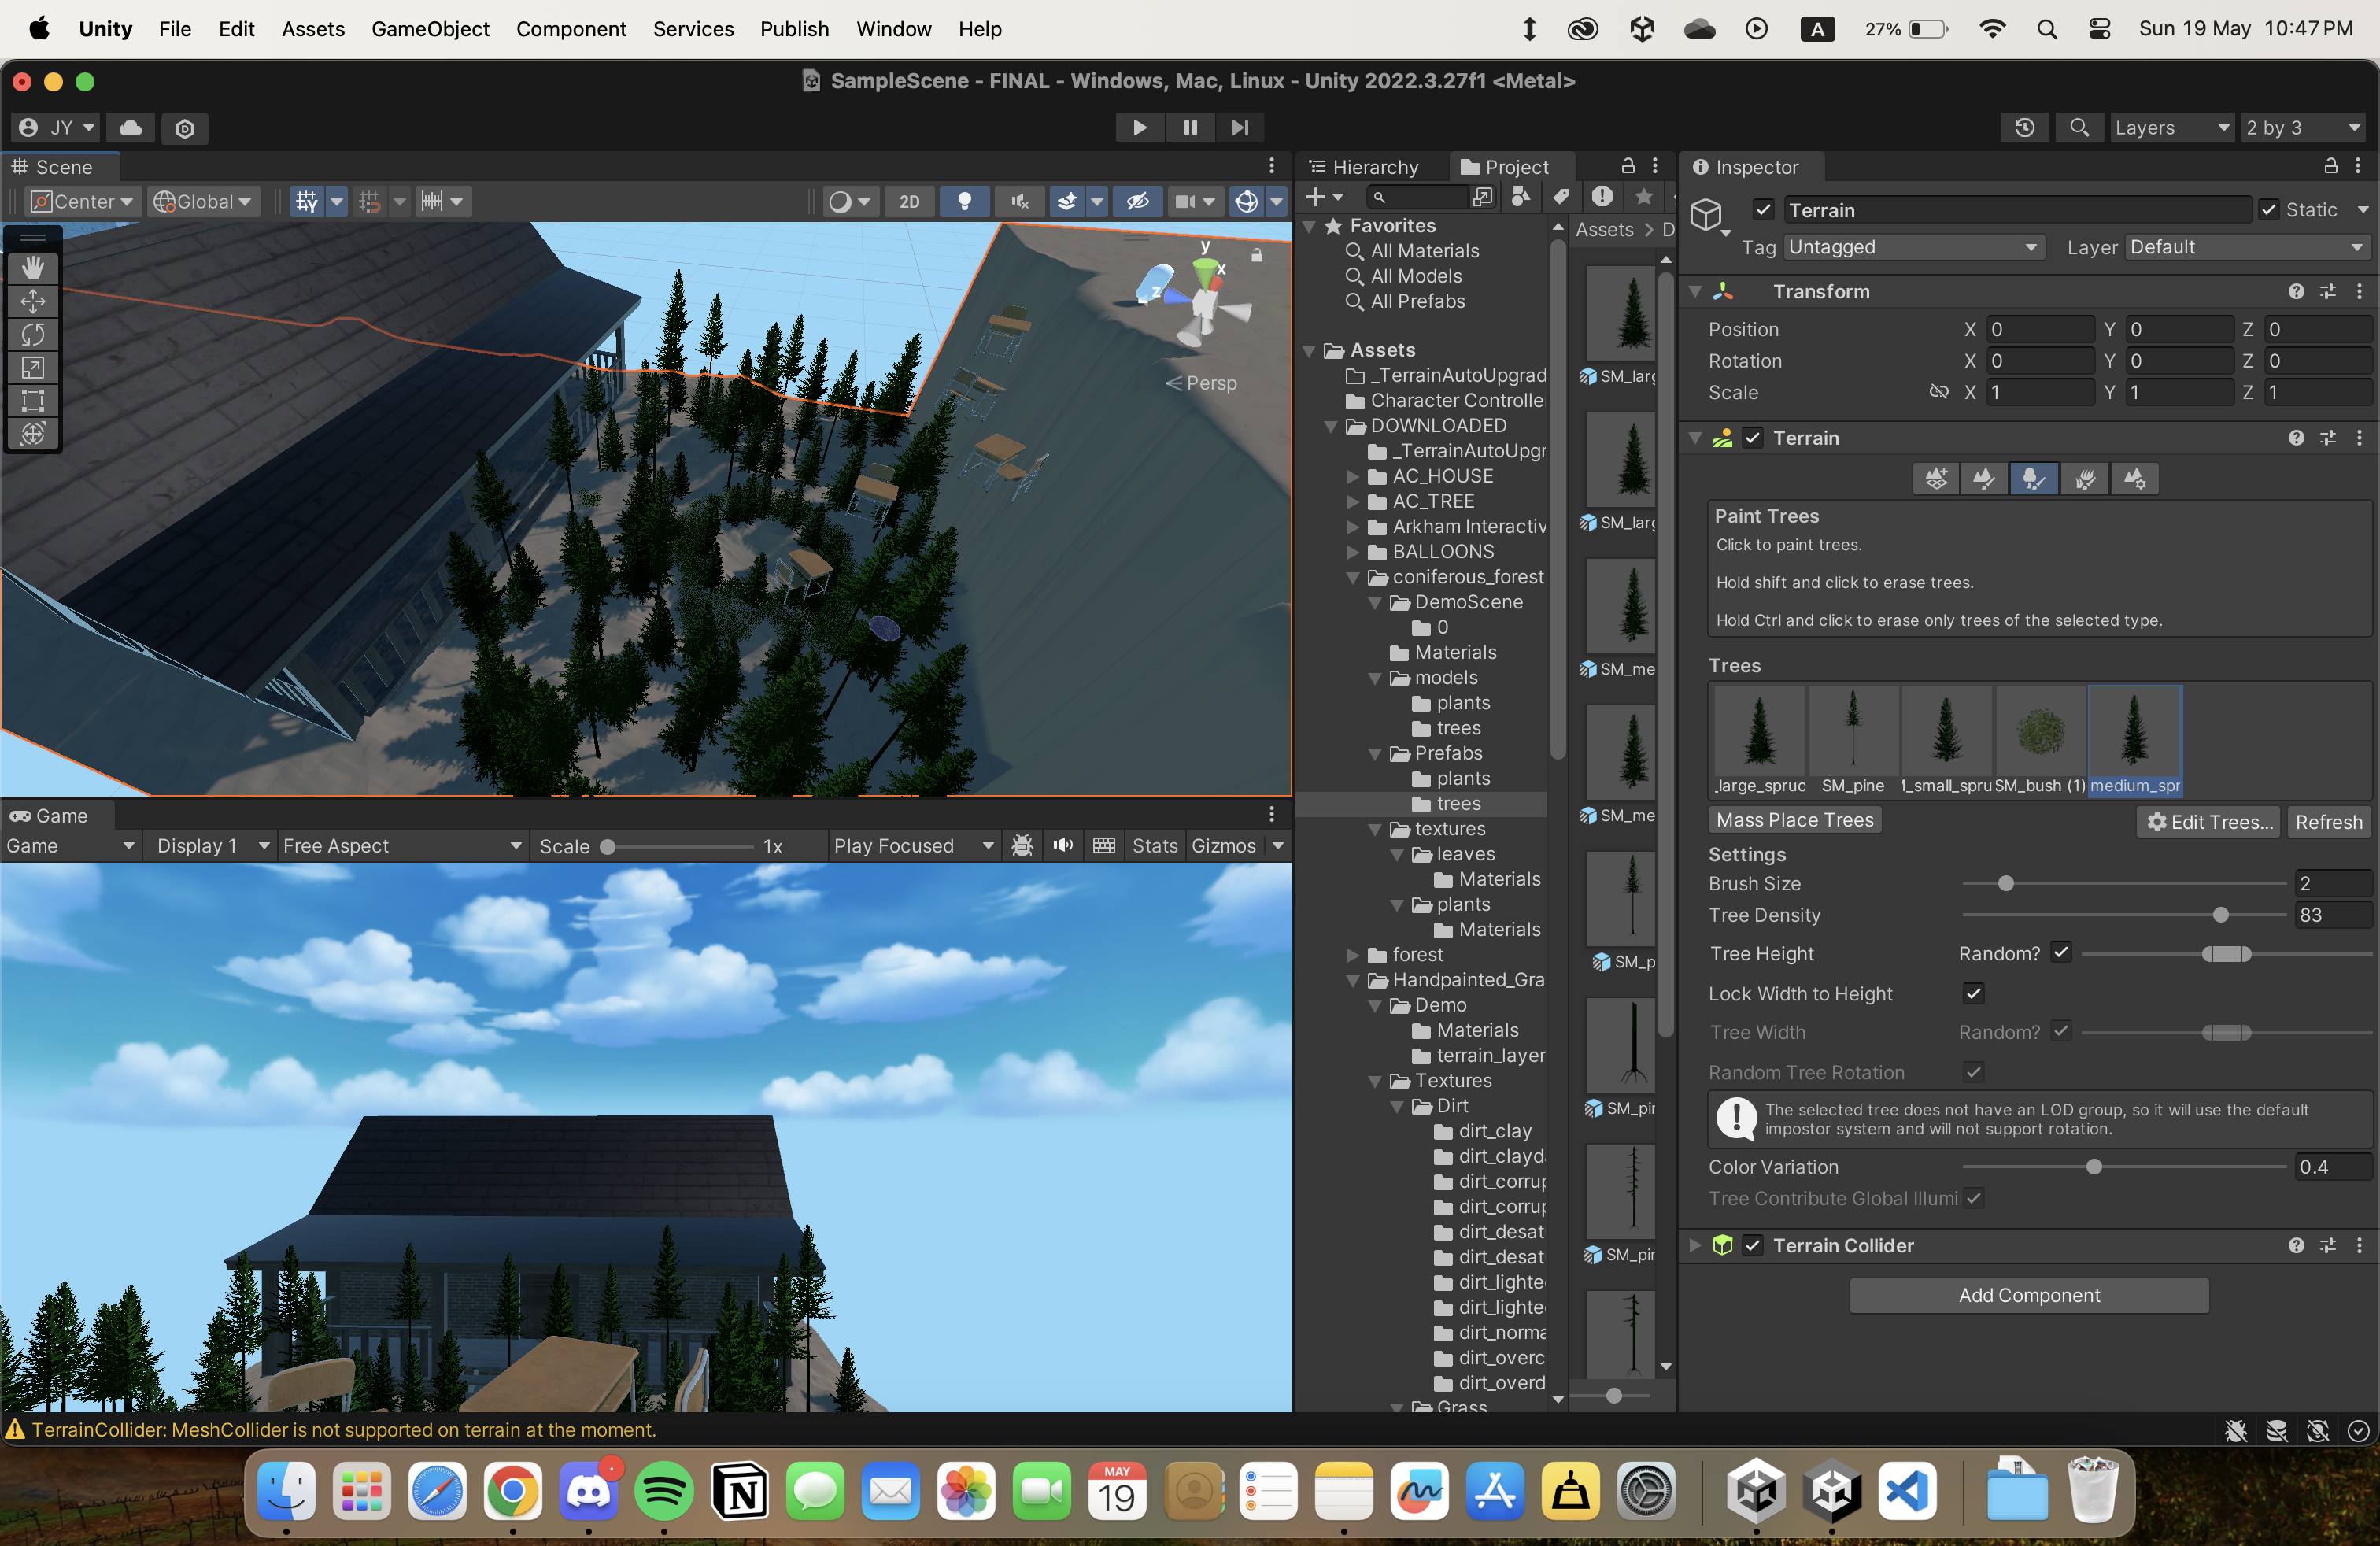 Unity File Edit Assets GameObject Component Services Publish Window Help A 27% Sun 19 May 10:47 PM
SampleScene - FINAL - Windows, Mac, Linux - Unity 2022.3.27f1 <Metal>
JY Layers 2 by 3
Scene
Center Global 2D
y
x
z
Persp
Game
Game Display 1 Free Aspect Scale 1x Play Focused Stats Gizmos
Hierarchy Project
Favorites
All Materials
All Models
All Prefabs
Assets
_TerrainAutoUpgrad
Character Controlle
DOWNLOADED
_TerrainAutoUpgr
AC_HOUSE
AC_TREE
Arkham Interactiv
BALLOONS
coniferous_forest
DemoScene
0
Materials
models
plants
trees
Prefabs
plants
trees
textures
leaves
Materials
plants
Materials
forest
Handpainted_Gra
Demo
Materials
terrain_layer
Textures
Dirt
dirt_clay
dirt_clayd
dirt_corrup
dirt_corrup
dirt_desat
dirt_desat
dirt_lighte
dirt_lighte
dirt_norma
dirt_overc
dirt_overd
Grass
Assets > D
SM_larg
SM_larg
SM_me
SM_me
SM_p
SM_pin
SM_pin
Inspector
Terrain Static
Tag Untagged Layer Default
Transform
Position X 0 Y 0 Z 0
Rotation X 0 Y 0 Z 0
Scale X 1 Y 1 Z 1
Terrain
Paint Trees
Click to paint trees.
Hold shift and click to erase trees.
Hold Ctrl and click to erase only trees of the selected type.
Trees
_large_spruc SM_pine 1_small_spru SM_bush (1) medium_spr
Mass Place Trees Edit Trees... Refresh
Settings
Brush Size 2
Tree Density 83
Tree Height Random?
Lock Width to Height
Tree Width Random?
Random Tree Rotation
The selected tree does not have an LOD group, so it will use the default
impostor system and will not support rotation.
Color Variation 0.4
Tree Contribute Global Illumi
Terrain Collider
Add Component
TerrainCollider: MeshCollider is not supported on terrain at the moment.
MAY
19